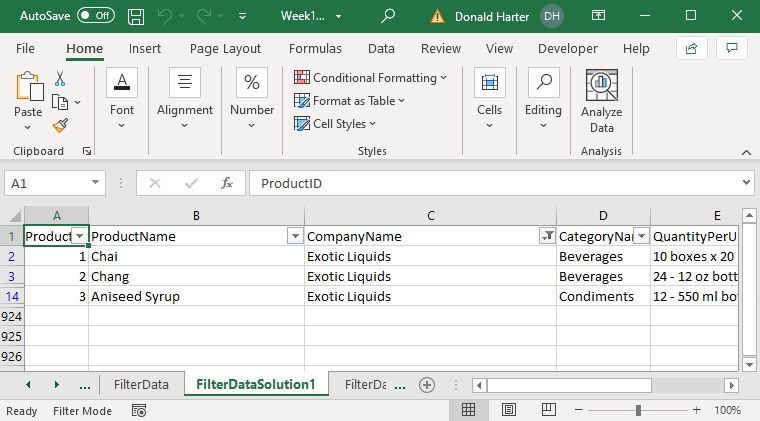 AutoSave Off Week1... Donald Harter DH
File Home Insert Page Layout Formulas Data Review View Developer Help
Paste
Clipboard
A
Font
Alignment
%
Number
Conditional Formatting
Format as Table
Cell Styles
Styles
Cells
Editing
Analyze
Data
Analysis
A1 fx ProductID
A B C D E
1 Product ProductName CompanyName CategoryNa QuantityPerU
2 1 Chai Exotic Liquids Beverages 10 boxes x 20
3 2 Chang Exotic Liquids Beverages 24 - 12 oz bott
14 3 Aniseed Syrup Exotic Liquids Condiments 12 - 550 ml bo
924
925
926
... FilterData FilterDataSolution1 FilterDa ...
Ready Filter Mode 100%